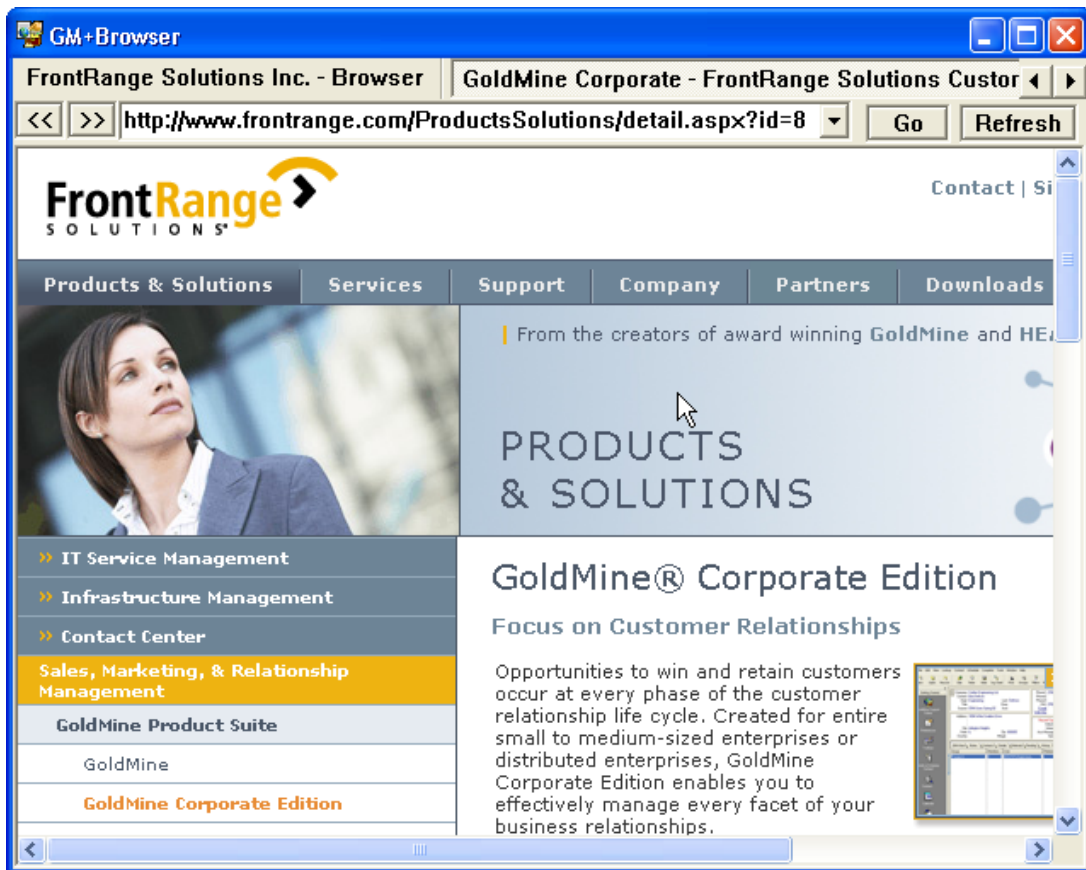 GM+Browser
FrontRange Solutions Inc. - Browser
GoldMine Corporate - FrontRange Solutions Custor
<< >> http://www.frontrange.com/ProductsSolutions/detail.aspx?id=8 Go Refresh
FrontRange
SOLUTIONS®
Contact | Si
Products & Solutions Services Support Company Partners Downloads
From the creators of award winning GoldMine and HEA
PRODUCTS
& SOLUTIONS
» IT Service Management
» Infrastructure Management
» Contact Center
Sales, Marketing, & Relationship
Management
GoldMine Product Suite
GoldMine
GoldMine Corporate Edition
GoldMine® Corporate Edition
Focus on Customer Relationships
Opportunities to win and retain customers
occur at every phase of the customer
relationship life cycle. Created for entire
small to medium-sized enterprises or
distributed enterprises, GoldMine
Corporate Edition enables you to
effectively manage every facet of your
business relationships.